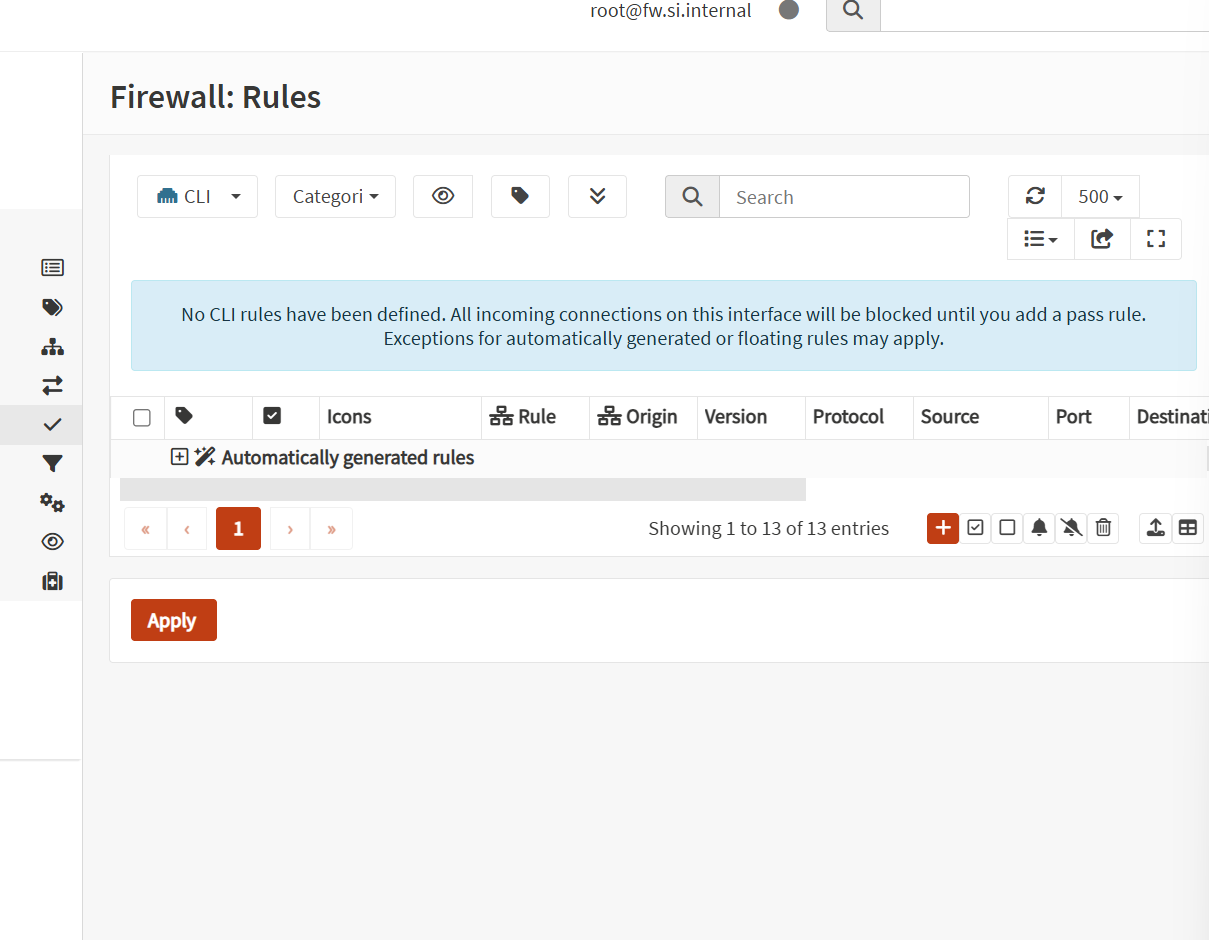 root@fw.si.internal
Firewall: Rules
CLI
Categori
Search
500
No CLI rules have been defined. All incoming connections on this interface will be blocked until you add a pass rule.
Exceptions for automatically generated or floating rules may apply.
Icons Rule Origin Version Protocol Source Port Destinati
Automatically generated rules
« ‹ 1 › »
Showing 1 to 13 of 13 entries
Apply